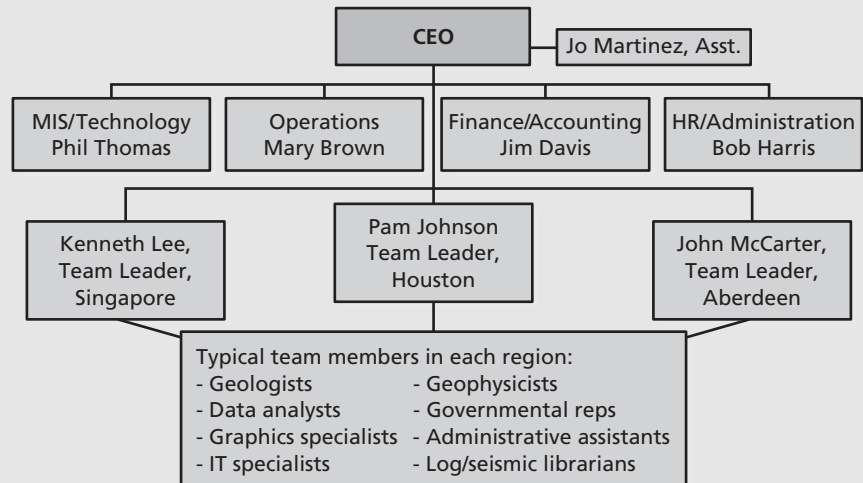 CEO
Jo Martinez, Asst.
MIS/Technology
Phil Thomas
Operations
Mary Brown
Finance/Accounting
Jim Davis
HR/Administration
Bob Harris
Kenneth Lee,
Team Leader,
Singapore
Pam Johnson
Team Leader,
Houston
John McCarter,
Team Leader,
Aberdeen
Typical team members in each region:
- Geologists - Geophysicists
- Data analysts - Governmental reps
- Graphics specialists - Administrative assistants
- IT specialists - Log/seismic librarians